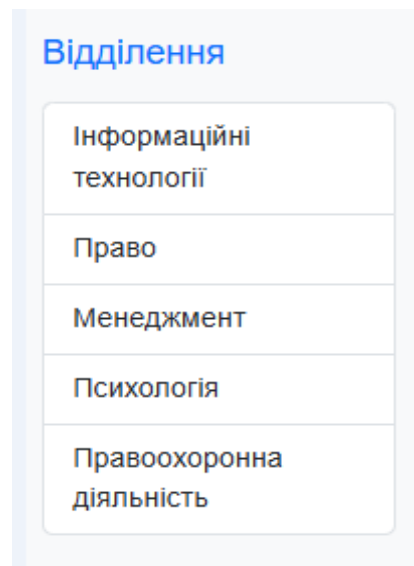 Відділення
Інформаційні
технології
Право
Менеджмент
Психологія
Правоохоронна
діяльність